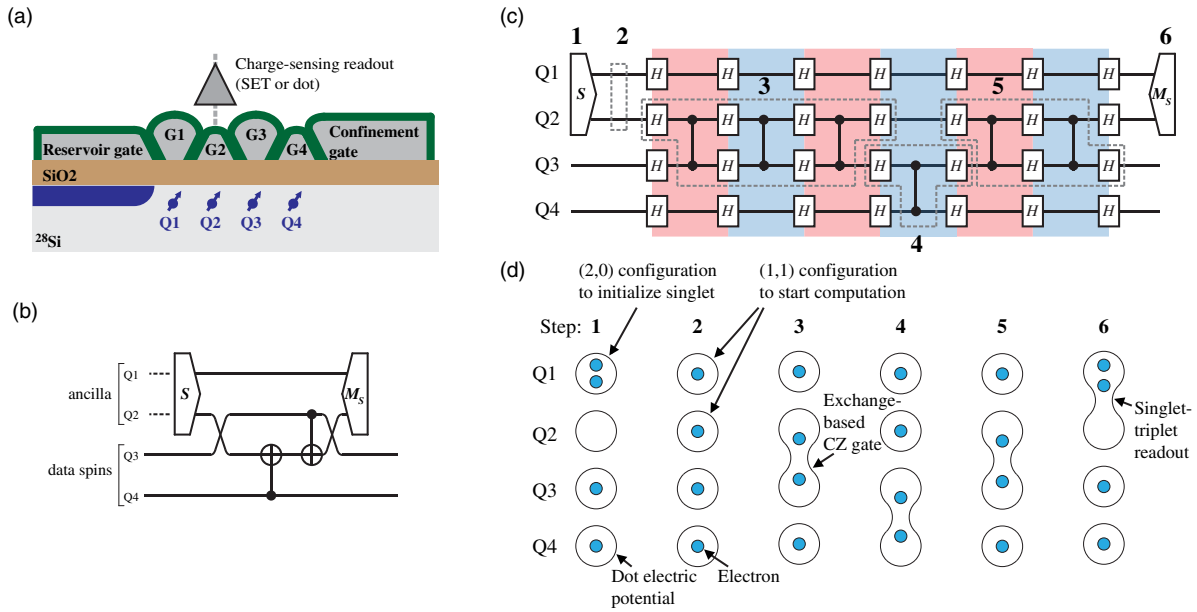 (a)
Charge-sensing readout
(SET or dot)
G1
G2
G3
G4
Reservoir gate
Confinement
gate
SiO2
Q1
Q2
Q3
Q4
28Si
(b)
ancilla
Q1
Q2
data spins
Q3
Q4
S
MS
(c)
1
2
3
4
5
6
Q1
S
H H H H H H H
MS
Q2
H H H H H H H
Q3
H H H H H H H
Q4
H H H H H H H
(d)
(2,0) configuration
to initialize singlet
(1,1) configuration
to start computation
Step: 1 2 3 4 5 6
Q1
Q2
Q3
Q4
Exchange-
based
CZ gate
Singlet-
triplet
readout
Dot electric
potential
Electron